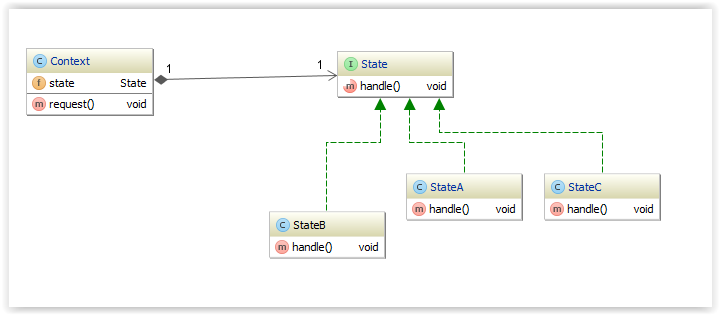 C Context
f state State
m request() void
1 1
I State
m handle() void
C StateB
m handle() void
C StateA
m handle() void
C StateC
m handle() void